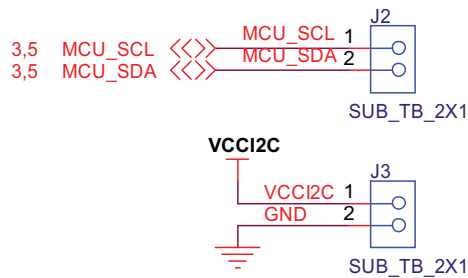 J2
MCU_SCL 1
3,5 MCU_SCL
MCU_SDA 2
3,5 MCU_SDA
SUB_TB_2X1
VCCI2C
J3
VCCI2C 1
GND 2
SUB_TB_2X1